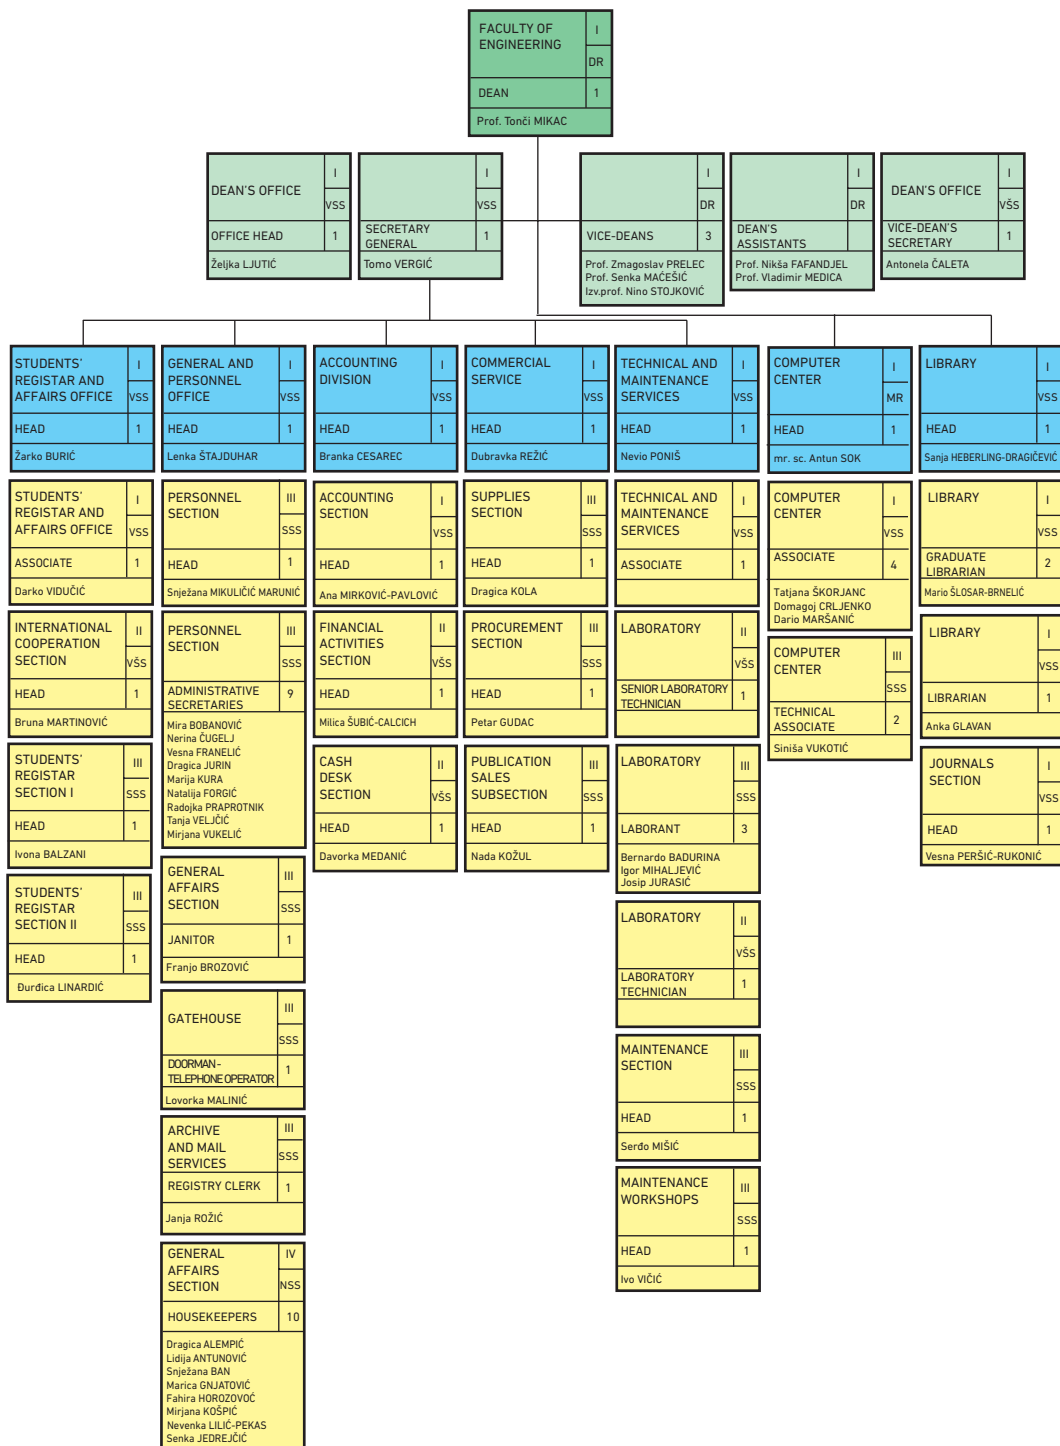 FACULTY OF
ENGINEERING
I
DR
DEAN
1
Prof. Tonči MIKAC
DEAN'S OFFICE
I
VSS
OFFICE HEAD
1
Željka LJUTIĆ
I
VSS
SECRETARY
GENERAL
1
Tomo VERGIĆ
I
DR
VICE-DEANS
3
Prof. Zmagoslav PRELEC
Prof. Senka MAĆEŠIĆ
Izv.prof. Nino STOJKOVIĆ
I
DR
DEAN'S
ASSISTANTS
Prof. Nikša FAFANDJEL
Prof. Vladimir MEDICA
DEAN'S OFFICE
I
VŠS
VICE-DEAN'S
SECRETARY
1
Antonela ČALETA
STUDENTS'
REGISTAR AND
AFFAIRS OFFICE
I
VSS
HEAD
1
Žarko BURIĆ
GENERAL AND
PERSONNEL
OFFICE
I
VSS
HEAD
1
Lenka ŠTAJDUHAR
ACCOUNTING
DIVISION
I
VSS
HEAD
1
Branka CESAREC
COMMERCIAL
SERVICE
I
VSS
HEAD
1
Dubravka REŽIĆ
TECHNICAL AND
MAINTENANCE
SERVICES
I
VSS
HEAD
1
Nevio PONIŠ
COMPUTER
CENTER
I
MR
HEAD
1
mr. sc. Antun SOK
LIBRARY
I
VSS
HEAD
1
Sanja HEBERLING-DRAGIČEVIĆ
STUDENTS'
REGISTAR AND
AFFAIRS OFFICE
I
VSS
ASSOCIATE
1
Darko VIDUČIĆ
INTERNATIONAL
COOPERATION
SECTION
II
VŠS
HEAD
1
Bruna MARTINOVIĆ
STUDENTS'
REGISTAR
SECTION I
III
SSS
HEAD
1
Ivona BALZANI
STUDENTS'
REGISTAR
SECTION II
III
SSS
HEAD
1
Đurđica LINARDIĆ
PERSONNEL
SECTION
III
SSS
HEAD
1
Snježana MIKULIČIĆ MARUNIĆ
PERSONNEL
SECTION
III
SSS
ADMINISTRATIVE
SECRETARIES
9
Mira BOBANOVIĆ
Nerina ČUGELJ
Vesna FRANELIĆ
Dragica JURIN
Marija KURA
Natalija FORGIĆ
Radojka PRAPROTNIK
Tanja VELJČIĆ
Mirjana VUKELIĆ
GENERAL
AFFAIRS
SECTION
III
SSS
JANITOR
1
Franjo BROZOVIĆ
GATEHOUSE
III
SSS
DOORMAN-
TELEPHONE OPERATOR
1
Lovorka MALINIĆ
ARCHIVE
AND MAIL
SERVICES
III
SSS
REGISTRY CLERK
1
Janja ROŽIĆ
GENERAL
AFFAIRS
SECTION
IV
NSS
HOUSEKEEPERS
10
Dragica ALEMPIĆ
Lidija ANTUNOVIĆ
Snježana BAN
Marica GNJATOVIĆ
Fahira HOROZOVOĆ
Mirjana KOŠPIĆ
Nevenka LILIĆ-PEKAS
Senka JEDREJČIĆ
ACCOUNTING
SECTION
I
VSS
HEAD
1
Ana MIRKOVIĆ-PAVLOVIĆ
FINANCIAL
ACTIVITIES
SECTION
II
VŠS
HEAD
1
Milica ŠUBIĆ-CALCICH
CASH
DESK
SECTION
II
VŠS
HEAD
1
Davorka MEDANIĆ
SUPPLIES
SECTION
III
SSS
HEAD
1
Dragica KOLA
PROCUREMENT
SECTION
III
SSS
HEAD
1
Petar GUDAC
PUBLICATION
SALES
SUBSECTION
III
SSS
HEAD
1
Nada KOŽUL
TECHNICAL AND
MAINTENANCE
SERVICES
I
VSS
ASSOCIATE
1
LABORATORY
II
VŠS
SENIOR LABORATORY
TECHNICIAN
1
LABORATORY
III
SSS
LABORANT
3
Bernardo BADURINA
Igor MIHALJEVIĆ
Josip JURASIĆ
LABORATORY
II
VŠS
LABORATORY
TECHNICIAN
1
MAINTENANCE
SECTION
III
SSS
HEAD
1
Serđo MIŠIĆ
MAINTENANCE
WORKSHOPS
III
SSS
HEAD
1
Ivo VIČIĆ
COMPUTER
CENTER
I
VSS
ASSOCIATE
4
Tatjana ŠKORJANC
Domagoj CRLJENKO
Dario MARŠANIĆ
COMPUTER
CENTER
III
SSS
TECHNICAL
ASSOCIATE
2
Siniša VUKOTIĆ
LIBRARY
I
VSS
GRADUATE
LIBRARIAN
2
Mario ŠLOSAR-BRNELIĆ
LIBRARY
I
VSS
LIBRARIAN
1
Anka GLAVAN
JOURNALS
SECTION
I
VSS
HEAD
1
Vesna PERŠIĆ-RUKONIĆ